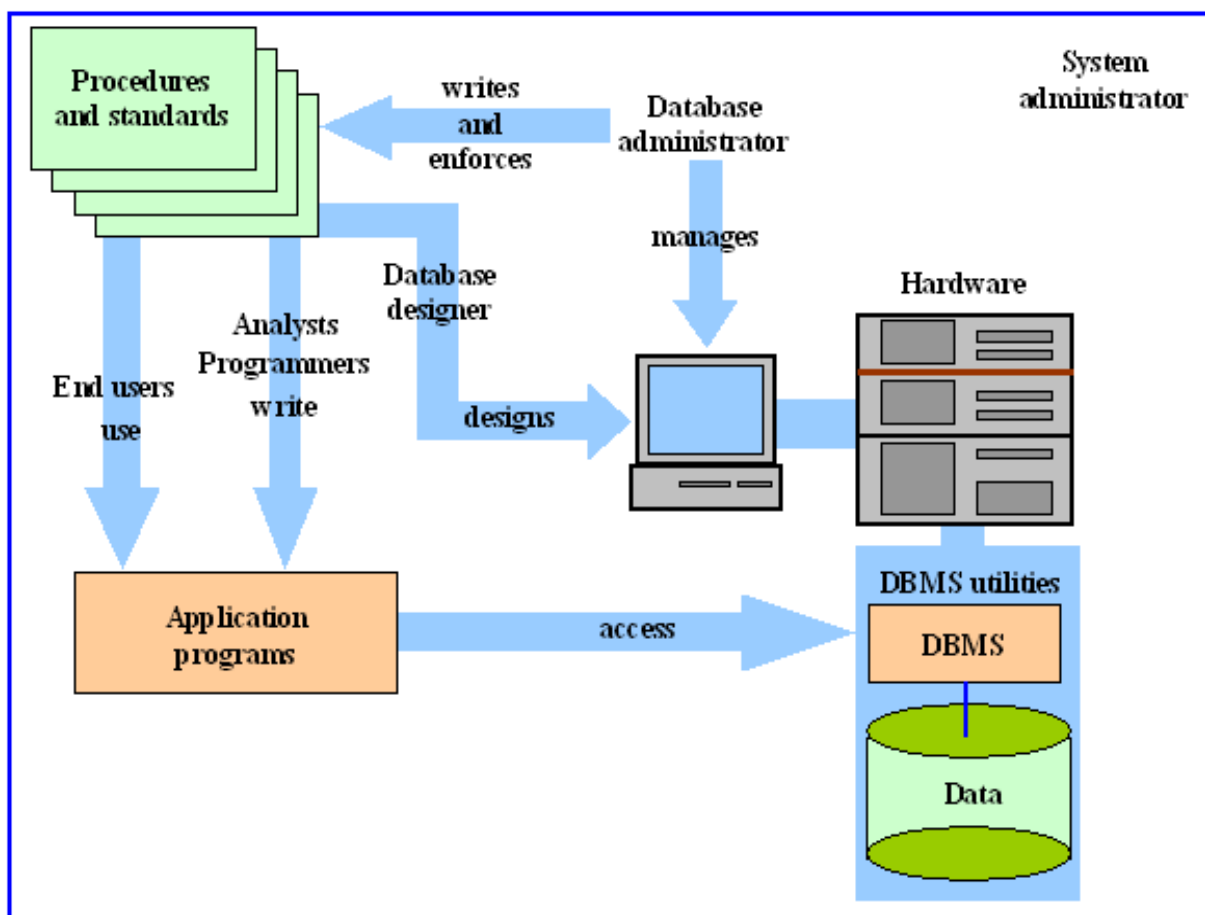 Procedures
and standards
writes
and
enforces
Database
administrator
System
administrator
manages
Database
designer
Hardware
Analysts
Programmers
write
End users
use
designs
Application
programs
access
DBMS utilities
DBMS
Data